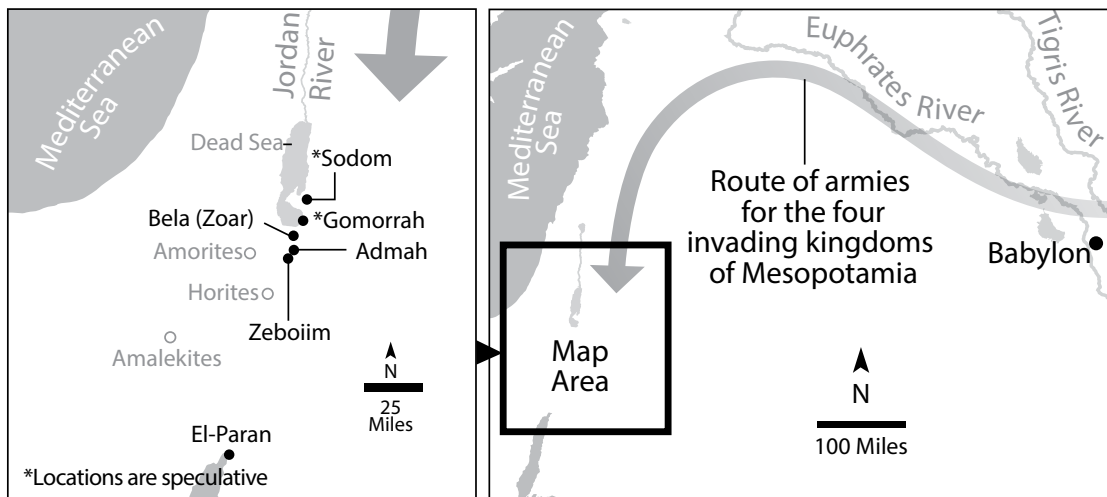 Mediterranean
Sea
Jordan
River
Dead Sea
*Sodom
Bela (Zoar)
*Gomorrah
Amorites
Admah
Horites
Zeboiim
Amalekites
N
25
Miles
El-Paran
*Locations are speculative
Mediterranean
Sea
Euphrates River
Tigris River
Route of armies
for the four
invading kingdoms
of Mesopotamia
Babylon
Map
Area
N
100 Miles